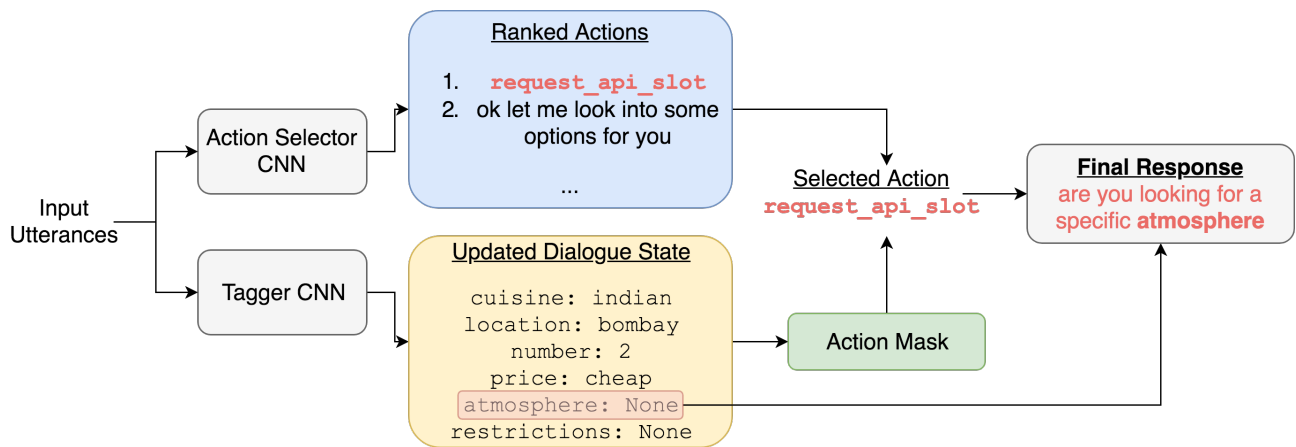 Input
Utterances
Action Selector
CNN
Tagger CNN
Ranked Actions
1. request_api_slot
2. ok let me look into some
options for you
...
Updated Dialogue State
cuisine: indian
location: bombay
number: 2
price: cheap
atmosphere: None
restrictions: None
Action Mask
Selected Action
request_api_slot
Final Response
are you looking for a
specific atmosphere